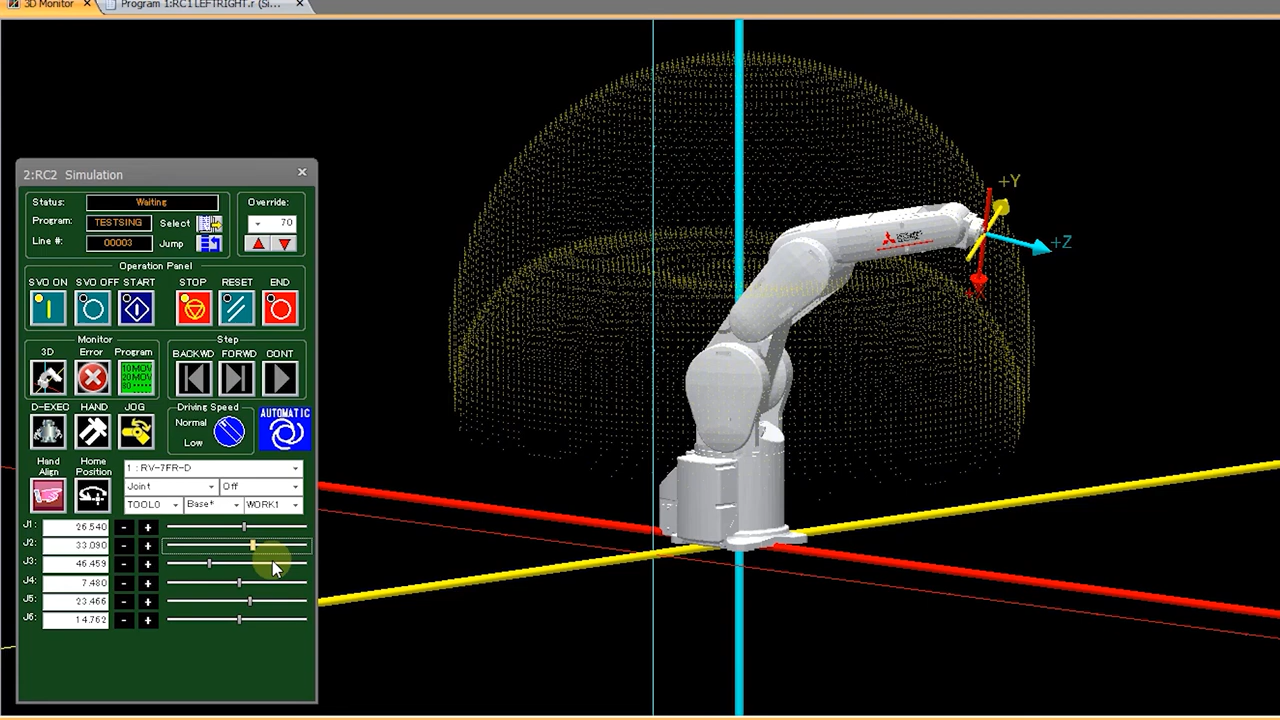 3D Monitor × Program 1:RC1 LEFTRIGHT.r (Si... ×
2:RC2 Simulation ×
Status: Waiting Override:
Program: TESTSING Select - 70
Line #: 00003 Jump
Operation Panel
SVO ON SVO OFF START STOP RESET END
Monitor Step
3D Error Program BACKWD FORWD CONT
10MOV
20MOV
D-EXEC HAND JOG Driving Speed AUTOMATIC
Normal
Low
Hand Align Home Position
1 : RV-7FR-D
Joint Off
TOOL0 Base* WORK1
J1: 26.540 - +
J2: 33.090 - +
J3: 46.459 - +
J4: 7.480 - +
J5: 23.466 - +
J6: 14.762 - +
+Y
+Z